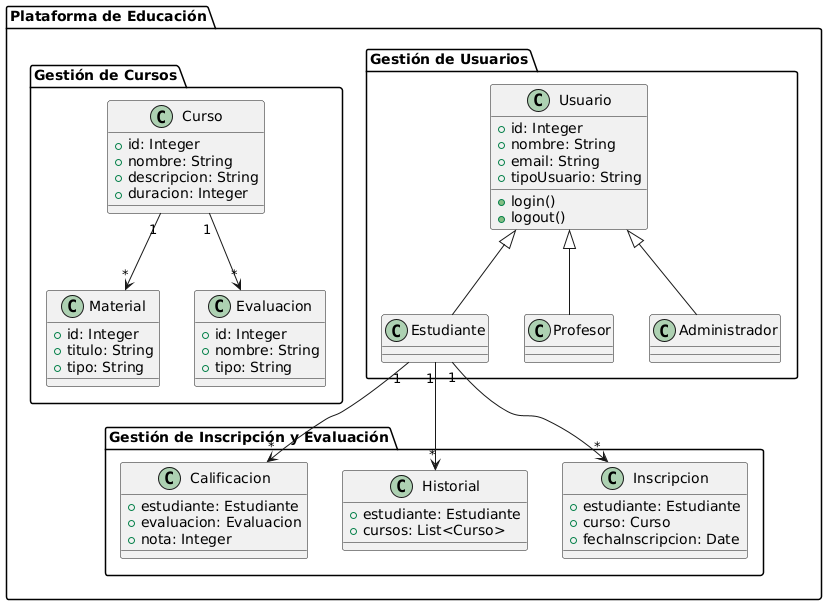 Plataforma de Educación
Gestión de Cursos
C Curso
id: Integer
nombre: String
descripcion: String
duracion: Integer
1
1
*
*
C Material
id: Integer
titulo: String
tipo: String
C Evaluacion
id: Integer
nombre: String
tipo: String
Gestión de Usuarios
C Usuario
id: Integer
nombre: String
email: String
tipoUsuario: String
login()
logout()
C Estudiante
C Profesor
C Administrador
1
1
1
*
*
*
Gestión de Inscripción y Evaluación
C Calificacion
estudiante: Estudiante
evaluacion: Evaluacion
nota: Integer
C Historial
estudiante: Estudiante
cursos: List<Curso>
C Inscripcion
estudiante: Estudiante
curso: Curso
fechaInscripcion: Date